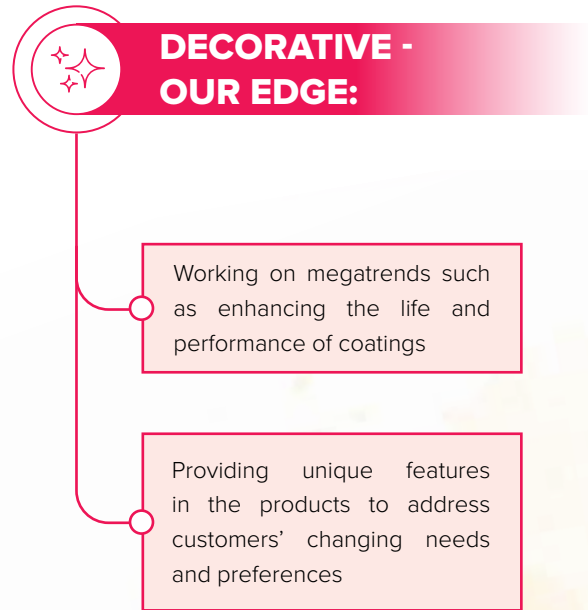 DECORATIVE -
OUR EDGE:
Working on megatrends such
as enhancing the life and
performance of coatings
Providing unique features
in the products to address
customers’ changing needs
and preferences